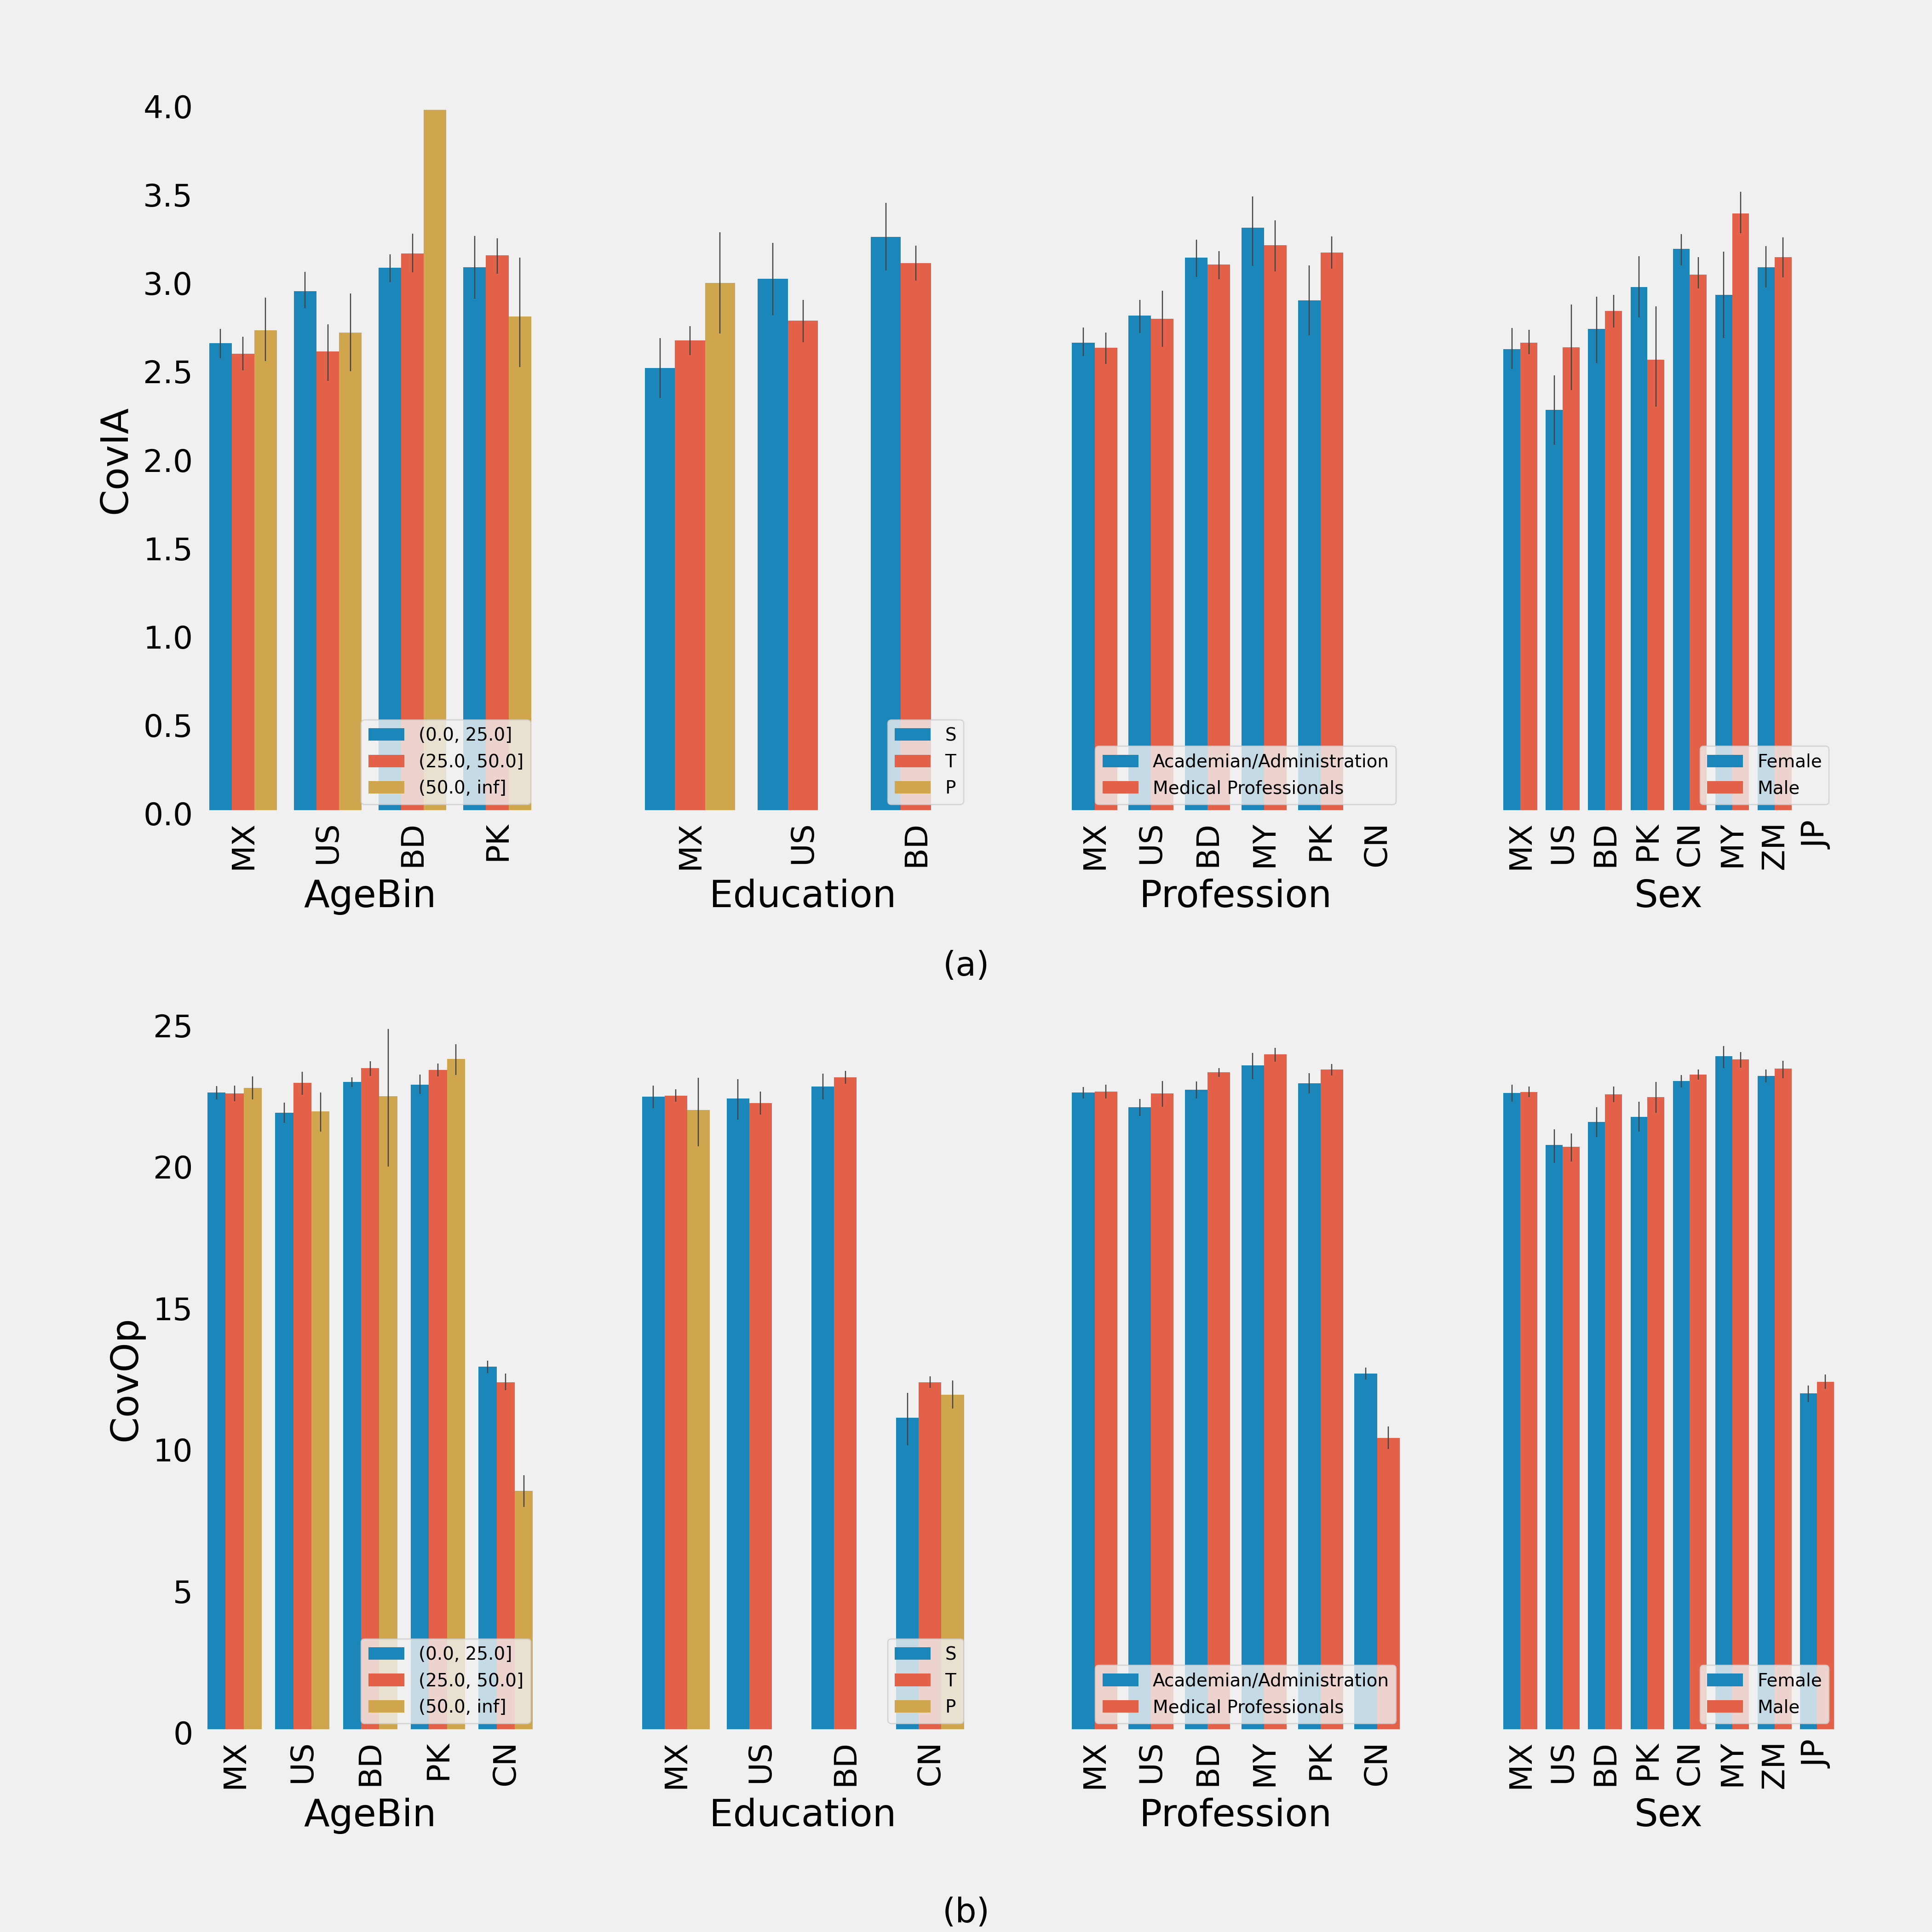 4.0
3.5
3.0
2.5
2.0
1.5
1.0
0.5
0.0
CovIA
(0.0, 25.0]
(25.0, 50.0]
(50.0, inf]
MX US BD PK
AgeBin
S
T
P
MX US BD
Education
Academian/Administration
Medical Professionals
MX US BD MY PK CN
Profession
Female
Male
MX US BD PK CN MY ZM JP
Sex
(a)
25
20
15
10
5
0
CovOp
(0.0, 25.0]
(25.0, 50.0]
(50.0, inf]
MX US BD PK CN
AgeBin
S
T
P
MX US BD CN
Education
Academian/Administration
Medical Professionals
MX US BD MY PK CN
Profession
Female
Male
MX US BD PK CN MY ZM JP
Sex
(b)